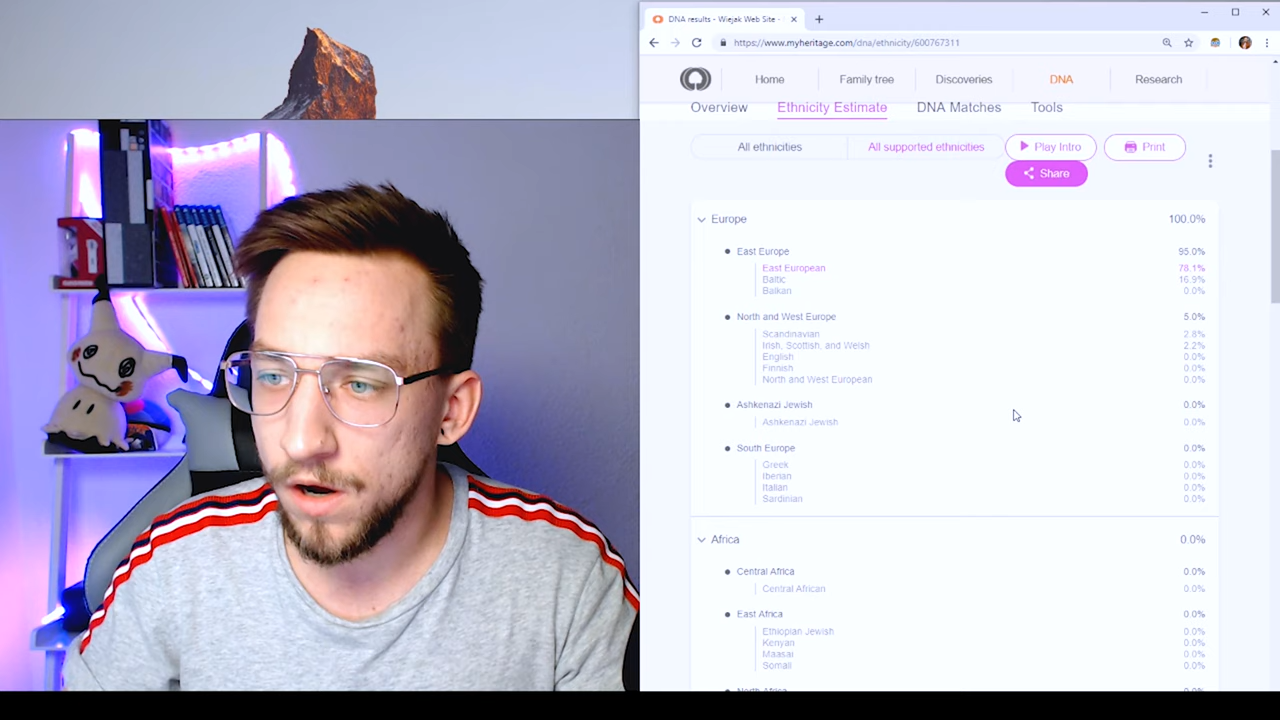 DNA results - Wiejak Web Site -
https://www.myheritage.com/dna/ethnicity/600767311
Home Family tree Discoveries DNA Research
Overview Ethnicity Estimate DNA Matches Tools
All ethnicities All supported ethnicities Play Intro Print
Share
Europe 100.0%
East Europe 95.0%
East European 78.1%
Baltic 16.9%
Balkan 0.0%
North and West Europe 5.0%
Scandinavian 2.8%
Irish, Scottish, and Welsh 2.2%
English 0.0%
Finnish 0.0%
North and West European 0.0%
Ashkenazi Jewish 0.0%
Ashkenazi Jewish 0.0%
South Europe 0.0%
Greek 0.0%
Iberian 0.0%
Italian 0.0%
Sardinian 0.0%
Africa 0.0%
Central Africa 0.0%
Central African 0.0%
East Africa 0.0%
Ethiopian Jewish 0.0%
Kenyan 0.0%
Maasai 0.0%
Somali 0.0%
North Africa 0.0%